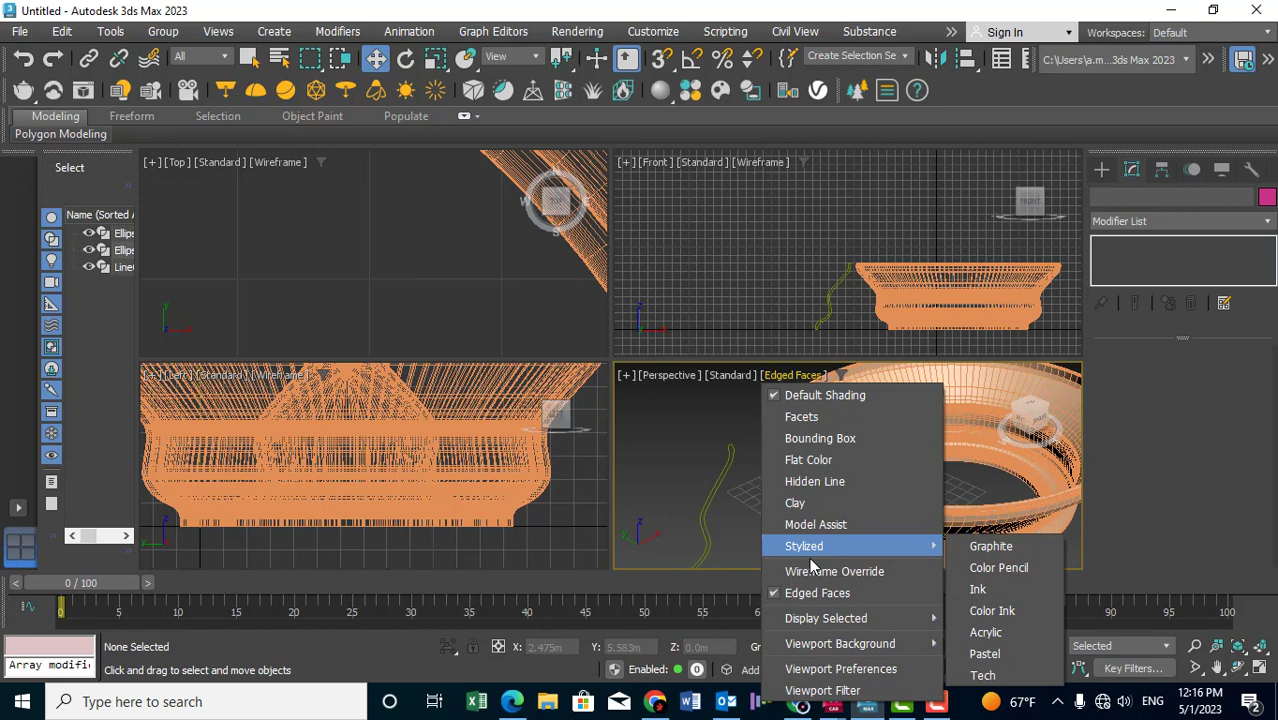 Untitled - Autodesk 3ds Max 2023
File Edit Tools Group Views Create Modifiers Animation Graph Editors Rendering Customize Scripting Civil View Substance
Sign In
Workspaces: Default
All
View
Create Selection Se
C:\Users\a.m...3ds Max 2023
Modeling Freeform Selection Object Paint Populate
Polygon Modeling
Select
Name (Sorted A
Ellips
Ellips
Line
[+] [Top] [Standard] [Wireframe]
W
S
[+] [Front] [Standard] [Wireframe]
FRONT
Modifier List
y
z
[+] [Left] [Standard] [Wireframe]
[+] [Perspective] [Standard] [Edged Faces]
Default Shading
Facets
Bounding Box
Flat Color
Hidden Line
Clay
Model Assist
Stylized
Wireframe Override
Edged Faces
Display Selected
Viewport Background
Viewport Preferences
Viewport Filter
Graphite
Color Pencil
Ink
Color Ink
Acrylic
Pastel
Tech
0 / 100
0 5 10 15 20 25 30 35 40 45 50 55 90 95 100
None Selected
Click and drag to select and move objects
Array modifi
X: 2.475m Y: 5.583m Z: 0.0m
Enabled:
Add
Selected
Key Filters...
Type here to search
67°F
ENG
12:16 PM
5/1/2023